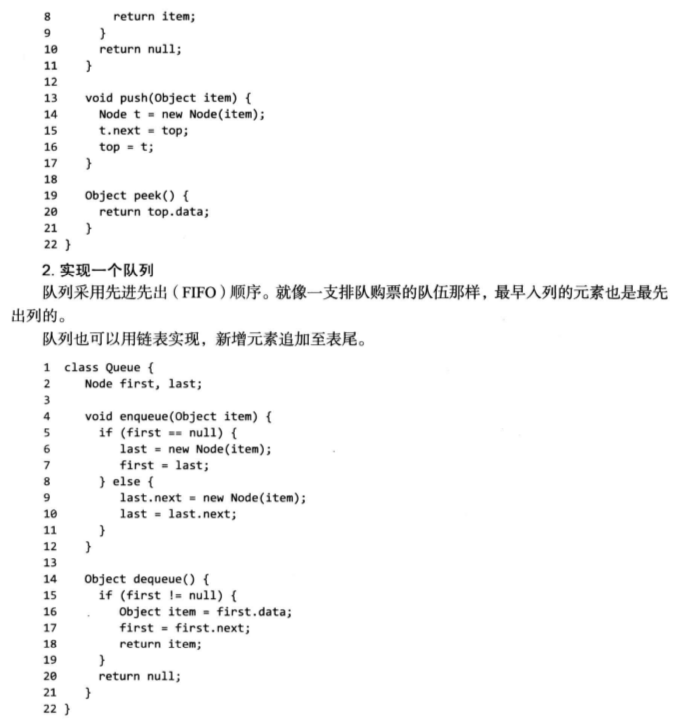 8         return item;
9       }
10      return null;
11    }
12
13    void push(Object item) {
14      Node t = new Node(item);
15      t.next = top;
16      top = t;
17    }
18
19    Object peek() {
20      return top.data;
21    }
22 }
2. 实现一个队列
队列采用先进先出（FIFO）顺序。就像一支排队购票的队伍那样，最早入列的元素也是最先
出列的。
队列也可以用链表实现，新增元素追加至表尾。
1  class Queue {
2     Node first, last;
3
4     void enqueue(Object item) {
5       if (first == null) {
6         last = new Node(item);
7         first = last;
8       } else {
9         last.next = new Node(item);
10        last = last.next;
11      }
12    }
13
14    Object dequeue() {
15      if (first != null) {
16        Object item = first.data;
17        first = first.next;
18        return item;
19      }
20      return null;
21    }
22 }